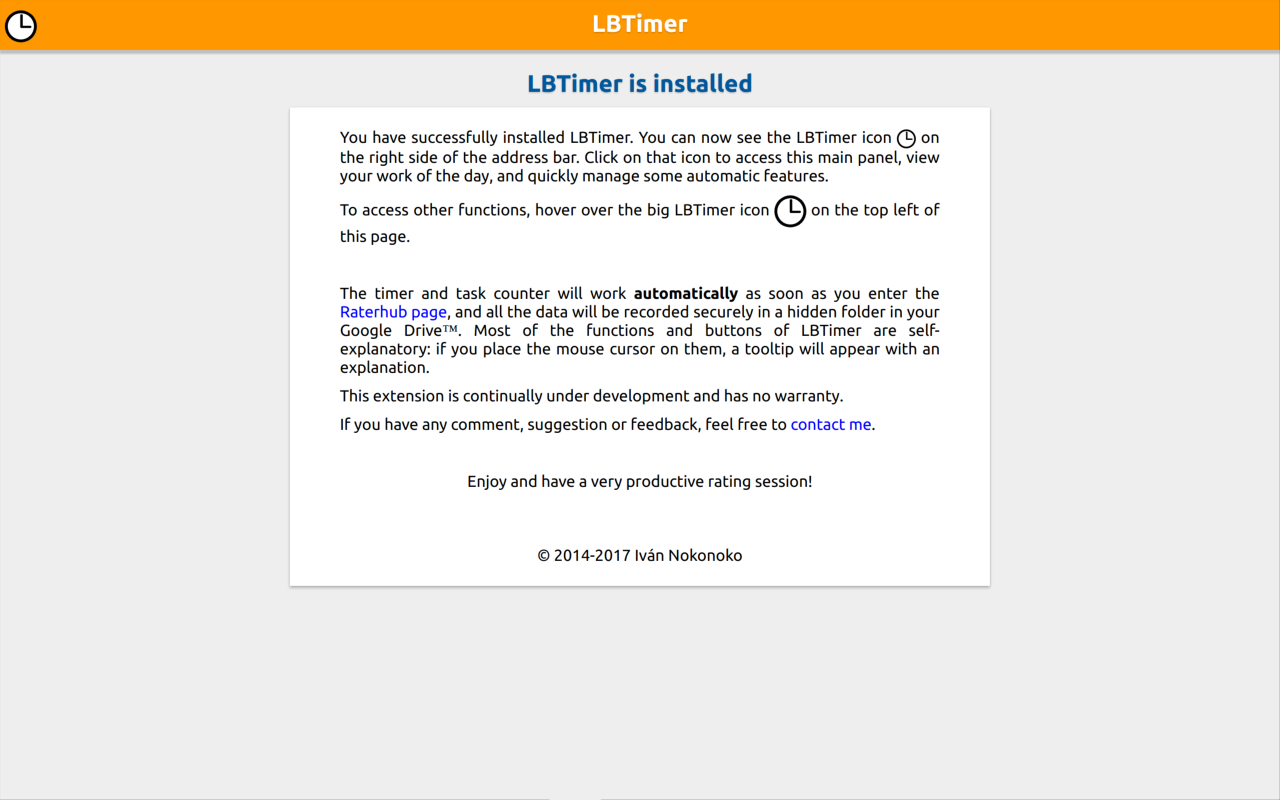 LBTimer
LBTimer is installed
You have successfully installed LBTimer. You can now see the LBTimer icon on
the right side of the address bar. Click on that icon to access this main panel, view
your work of the day, and quickly manage some automatic features.
To access other functions, hover over the big LBTimer icon on the top left of
this page.
The timer and task counter will work automatically as soon as you enter the
Raterhub page, and all the data will be recorded securely in a hidden folder in your
Google Drive™. Most of the functions and buttons of LBTimer are self-
explanatory: if you place the mouse cursor on them, a tooltip will appear with an
explanation.
This extension is continually under development and has no warranty.
If you have any comment, suggestion or feedback, feel free to contact me.
Enjoy and have a very productive rating session!
© 2014-2017 Iván Nokonoko